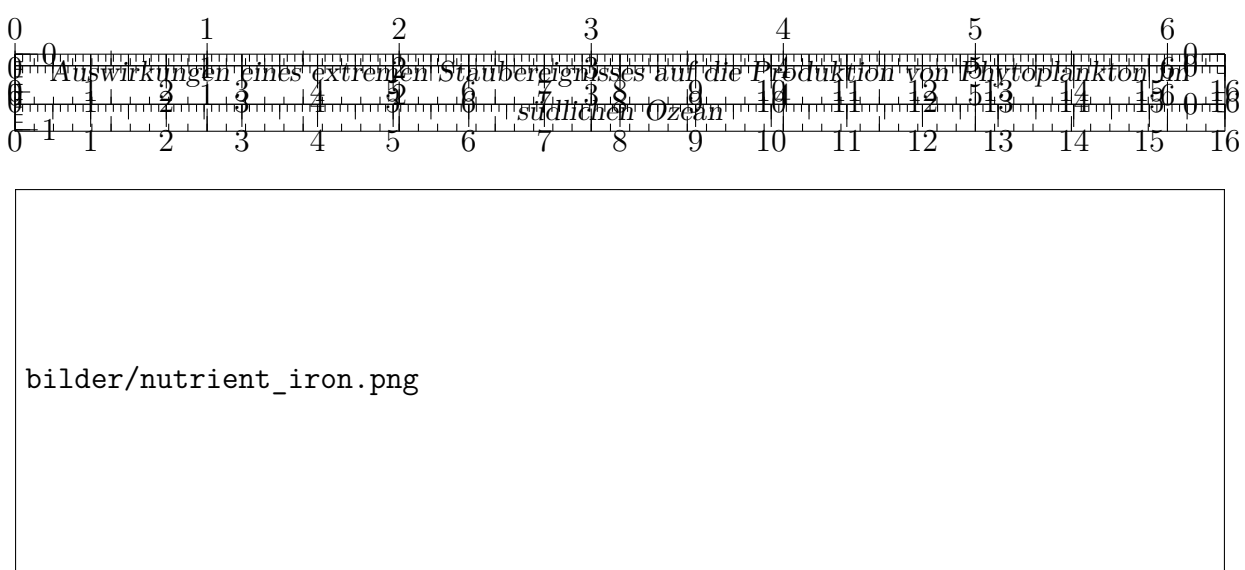 0 1 2 3 4 5 6
Auswirkungen eines extremen Staubereignisses auf die Produktion von Phytoplankton im
südlichen Ozean
0 1 2 3 4 5 6 7 8 9 10 11 12 13 14 15 16
bilder/nutrient_iron.png